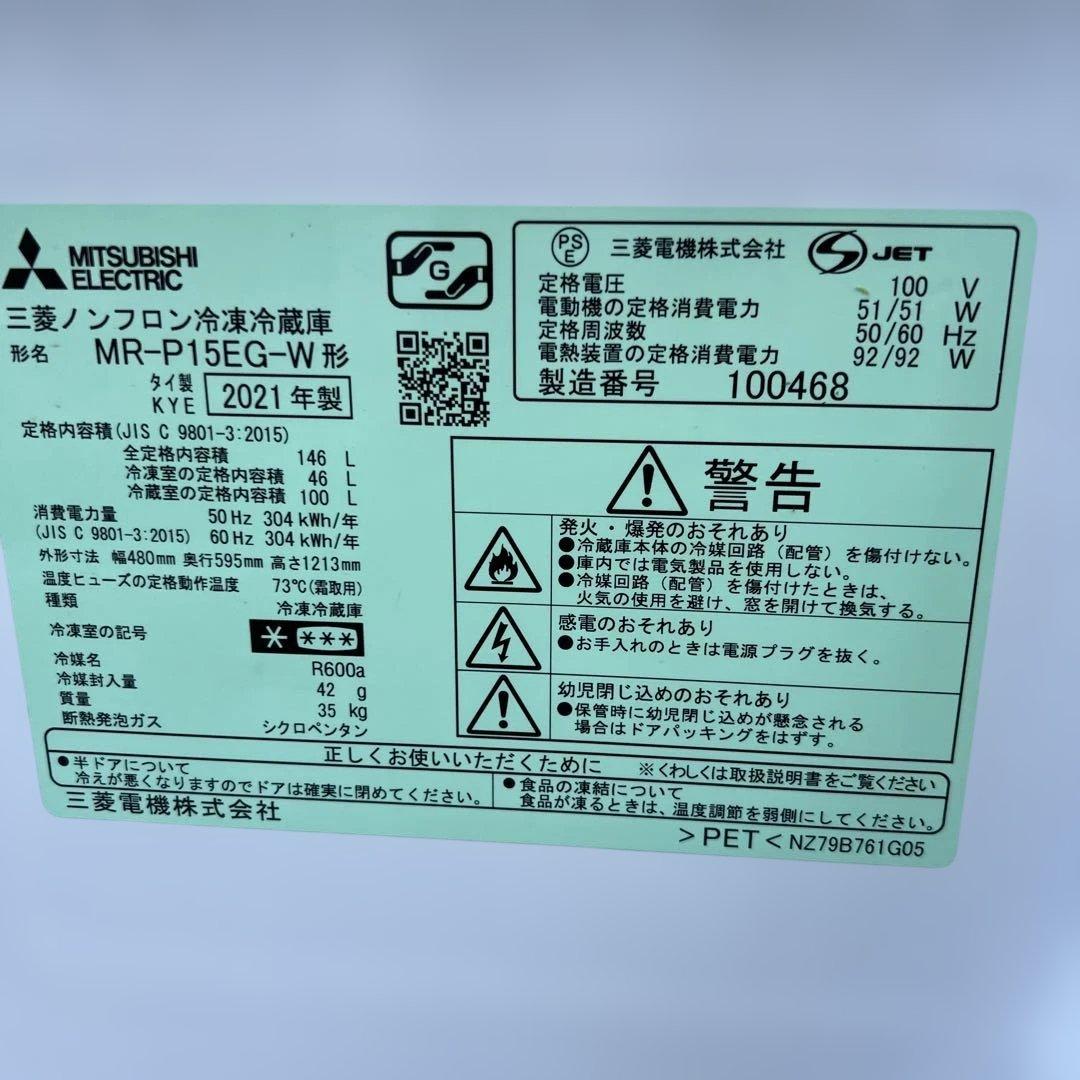 MITSUBISHI
ELECTRIC
G
三菱ノンフロン冷凍冷蔵庫
形名 MR-P15EG-W形
タイ製
KYE 2021年製
定格内容積(JIS C 9801-3:2015)
全定格内容積 146 L
冷凍室の定格内容積 46 L
冷蔵室の定格内容積 100 L
消費電力量 50Hz 304kWh/年
(JIS C 9801-3:2015) 60Hz 304kWh/年
外形寸法 幅480mm 奥行595mm 高さ1213mm
温度ヒューズの定格動作温度 73℃(霜取用)
種類 冷凍冷蔵庫
冷凍室の記号 * ***
冷媒名 R600a
冷媒封入量 42 g
質量 35 kg
断熱発泡ガス シクロペンタン
PS
E
三菱電機株式会社 S JET
定格電圧 100 V
電動機の定格消費電力 51/51 W
定格周波数 50/60 Hz
電熱装置の定格消費電力 92/92 W
製造番号 100468
警告
発火・爆発のおそれあり
●冷蔵庫本体の冷媒回路(配管)を傷付けない。
●庫内では電気製品を使用しない。
●冷媒回路(配管)を傷付けたときは、
火気の使用を避け、窓を開けて換気する。
感電のおそれあり
●お手入れのときは電源プラグを抜く。
幼児閉じ込めのおそれあり
●保管時に幼児閉じ込めが懸念される
場合はドアパッキングをはずす。
正しくお使いいただくために ※くわしくは取扱説明書をご覧ください
●半ドアについて
冷えが悪くなりますのでドアは確実に閉めてください。
●食品の凍結について
食品が凍るときは、温度調節を弱側にしてください。
三菱電機株式会社
>PET< NZ79B761G05